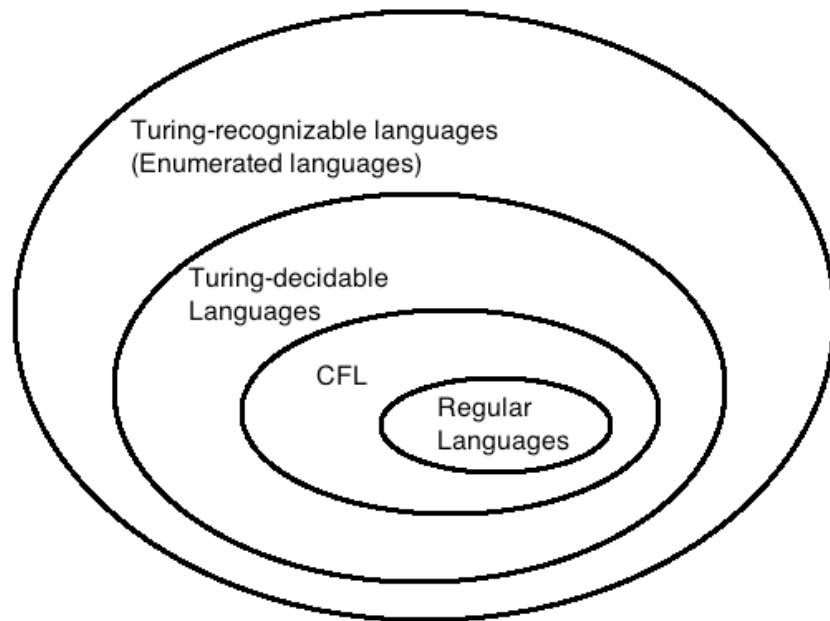 Turing-recognizable languages
(Enumerated languages)
Turing-decidable
Languages
CFL
Regular
Languages